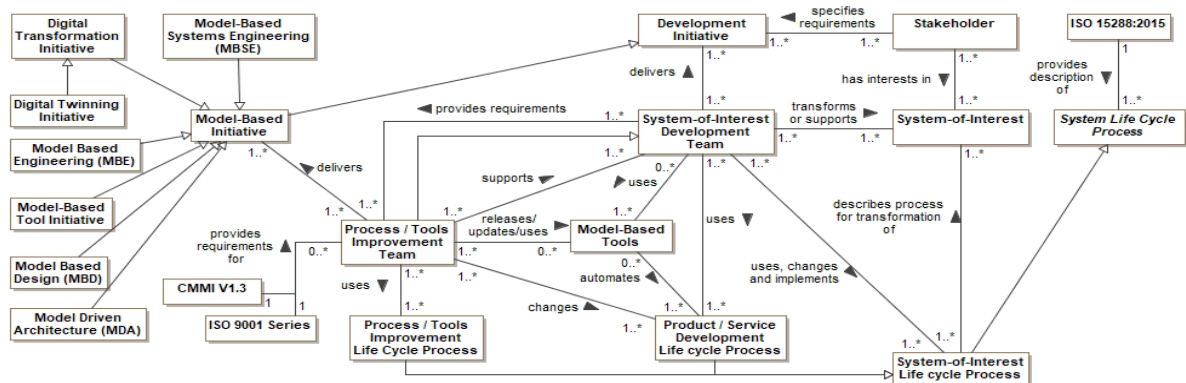 Digital
Transformation
Initiative
Model-Based
Systems Engineering
(MBSE)
Development
Initiative
specifies
requirements
Stakeholder
ISO 15288:2015
1..*
1..*
1..*
1..*
1
delivers
has interests in
provides
description
of
Digital Twinning
Initiative
Model-Based
Initiative
1..*
provides requirements
1..*
1..*
System-of-Interest
Development
Team
1..*
transforms
or supports
1..*
1..*
System-of-Interest
1..*
1..*
System Life Cycle
Process
Model Based
Engineering (MBE)
delivers
supports
1..*
0..*
uses
1..*
1..*
1..*
Model-Based
Tool Initiative
describes process
for transformation
of
1..*
1..*
1..*
releases/
updates/uses
1..*
uses
provides
requirements
for
0..*
Process / Tools
Improvement
Team
1..*
0..*
Model-Based
Tools
0..*
Model Based
Design (MBD)
1..*
1..*
automates
uses, changes
and implements
CMMI V1.3
1
1
uses
changes
Model Driven
Architecture (MDA)
ISO 9001 Series
1..*
1..*
1..*
1..*
Process / Tools
Improvement
Life Cycle Process
Product / Service
Development
Life cycle Process
1..*
1..*
System-of-Interest
Life cycle Process